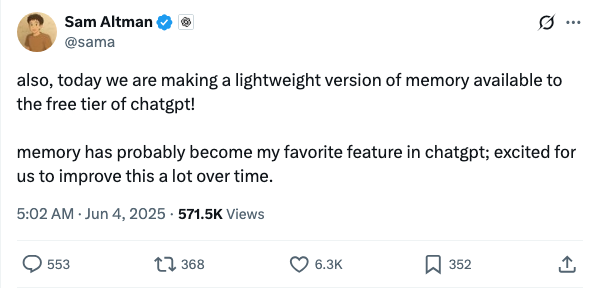 Sam Altman
@sama
also, today we are making a lightweight version of memory available to
the free tier of chatgpt!
memory has probably become my favorite feature in chatgpt; excited for
us to improve this a lot over time.
5:02 AM · Jun 4, 2025 · 571.5K Views
553 368 6.3K 352